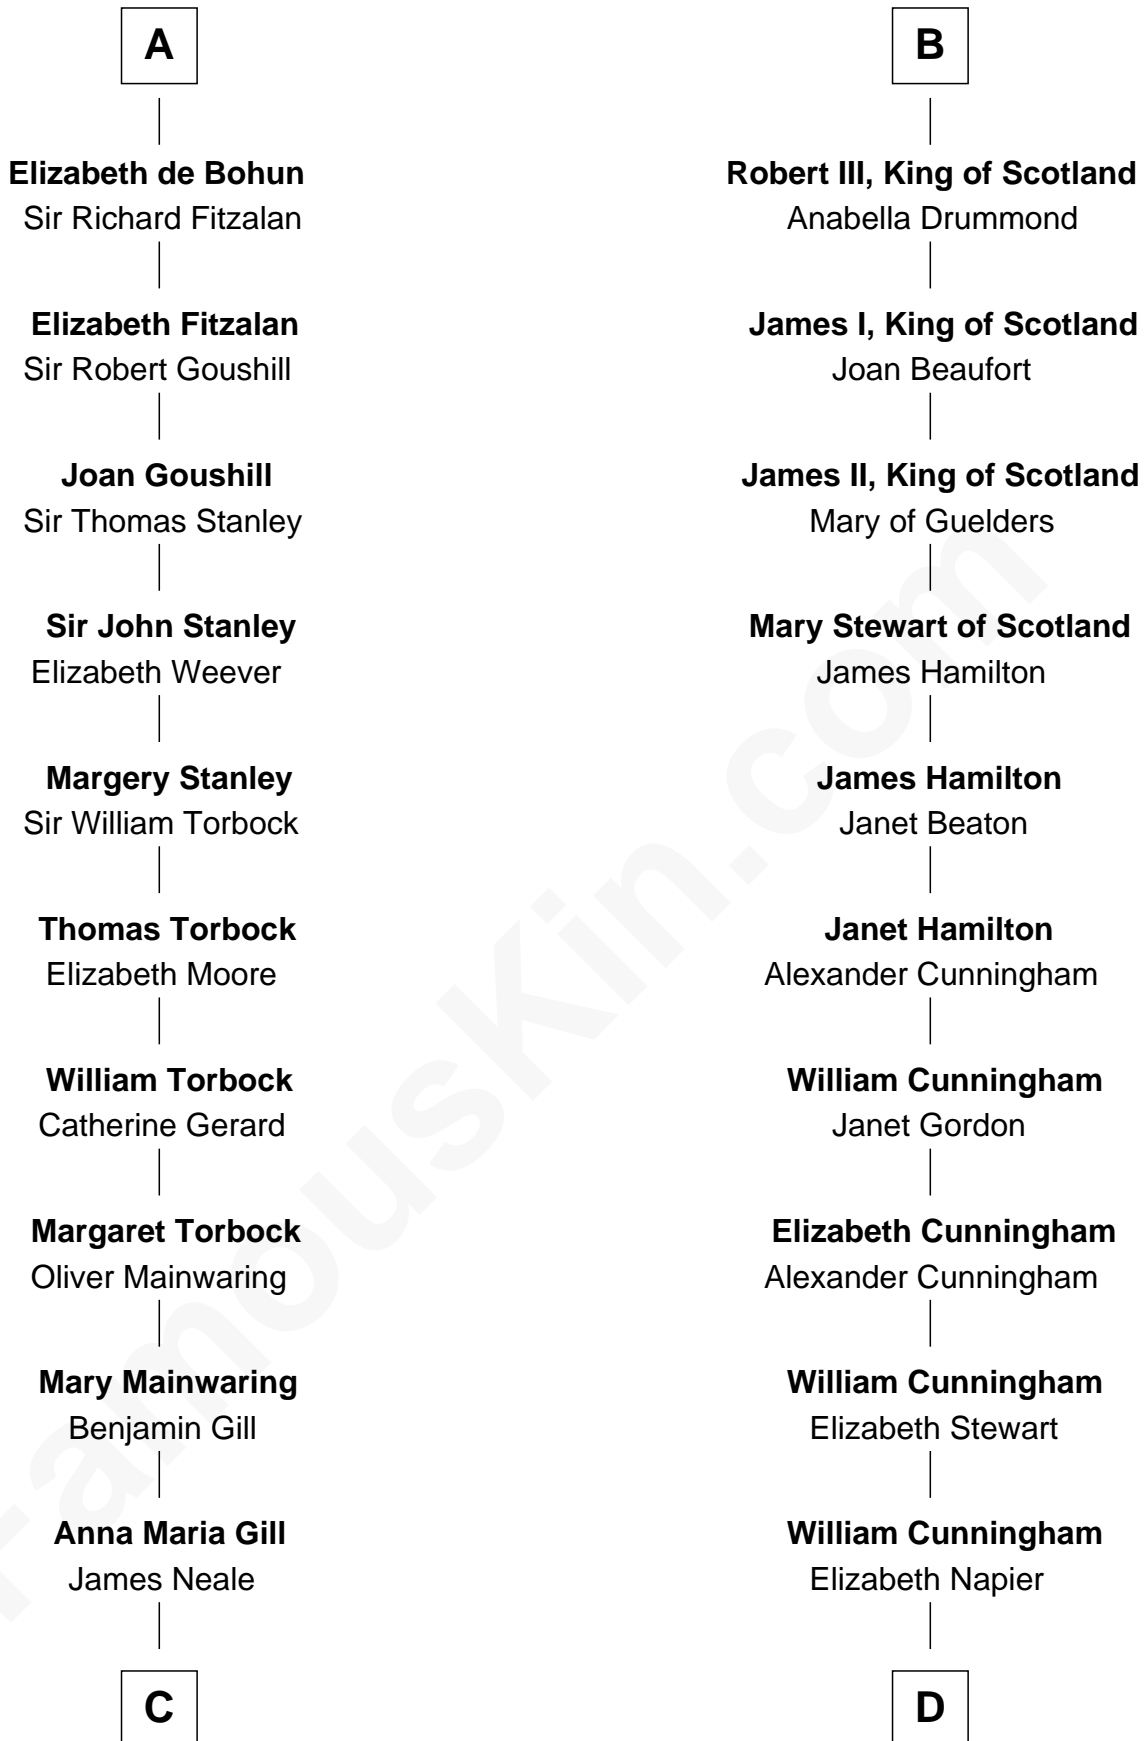 A
Elizabeth de Bohun
Sir Richard Fitzalan
Elizabeth Fitzalan
Sir Robert Goushill
Joan Goushill
Sir Thomas Stanley
Sir John Stanley
Elizabeth Weever
Margery Stanley
Sir William Torbock
Thomas Torbock
Elizabeth Moore
William Torbock
Catherine Gerard
Margaret Torbock
Oliver Mainwaring
Mary Mainwaring
Benjamin Gill
Anna Maria Gill
James Neale
C
B
Robert III, King of Scotland
Anabella Drummond
James I, King of Scotland
Joan Beaufort
James II, King of Scotland
Mary of Guelders
Mary Stewart of Scotland
James Hamilton
James Hamilton
Janet Beaton
Janet Hamilton
Alexander Cunningham
William Cunningham
Janet Gordon
Elizabeth Cunningham
Alexander Cunningham
William Cunningham
Elizabeth Stewart
William Cunningham
Elizabeth Napier
D
FamousKin.com